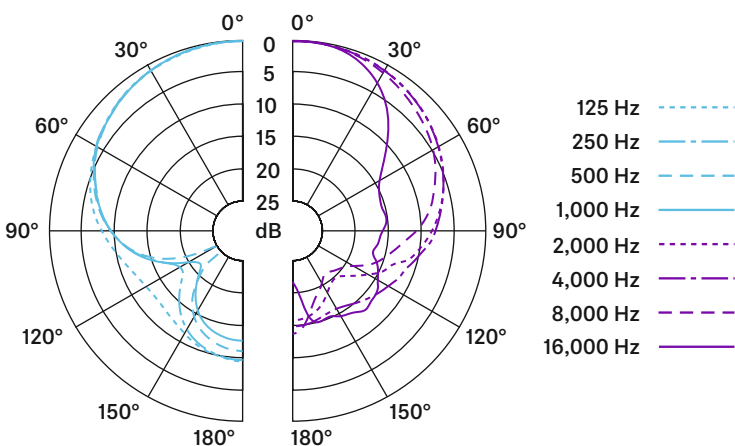 0° 0°
30° 0 30°
5
10
60° 15 60°
20
25
90° dB 90°
120° 120°
150° 150°
180° 180°
125 Hz
250 Hz
500 Hz
1,000 Hz
2,000 Hz
4,000 Hz
8,000 Hz
16,000 Hz